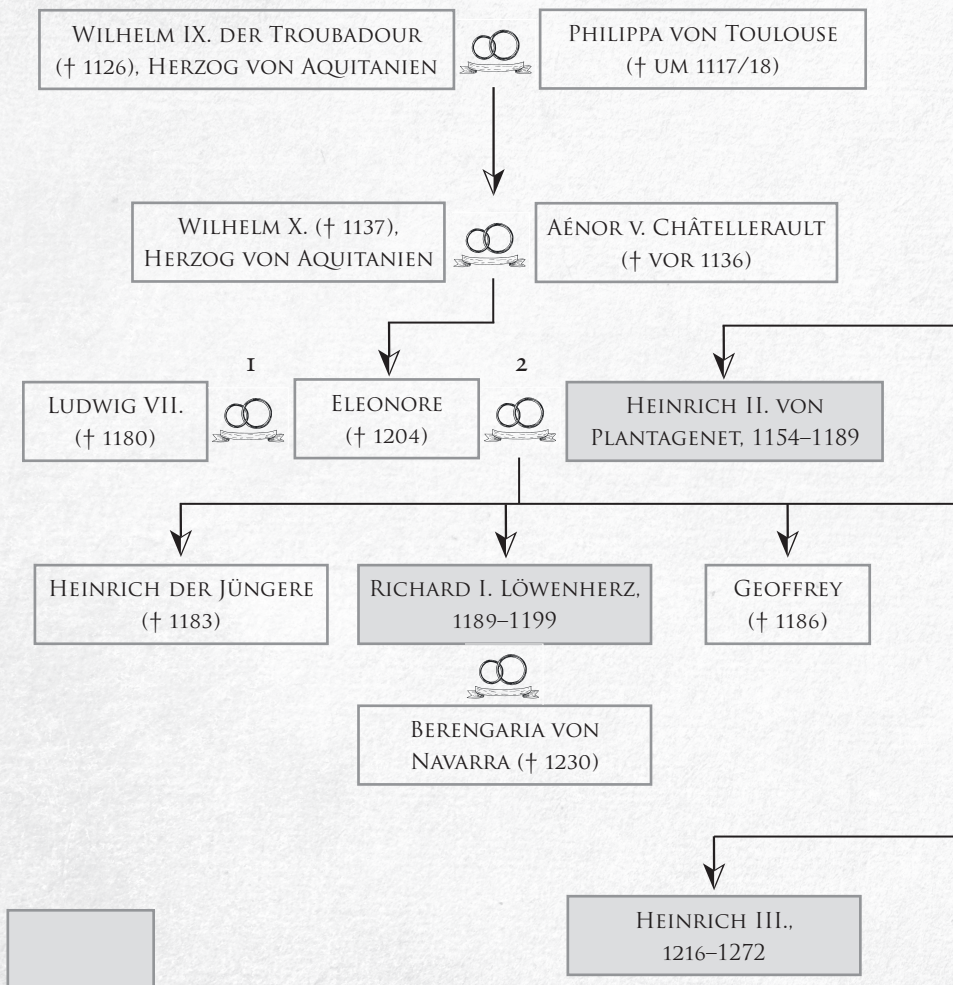 Wilhelm IX. der Troubadour
(† 1126), Herzog von Aquitanien
Philippa von Toulouse
(† um 1117/18)
Wilhelm X. († 1137),
Herzog von Aquitanien
Aénor v. Châtellerault
(† vor 1136)
1
2
Ludwig VII.
(† 1180)
Eleonore
(† 1204)
Heinrich II. von
Plantagenet, 1154–1189
Heinrich der Jüngere
(† 1183)
Richard I. Löwenherz,
1189–1199
Geoffrey
(† 1186)
Berengaria von
Navarra († 1230)
Heinrich III.,
1216–1272